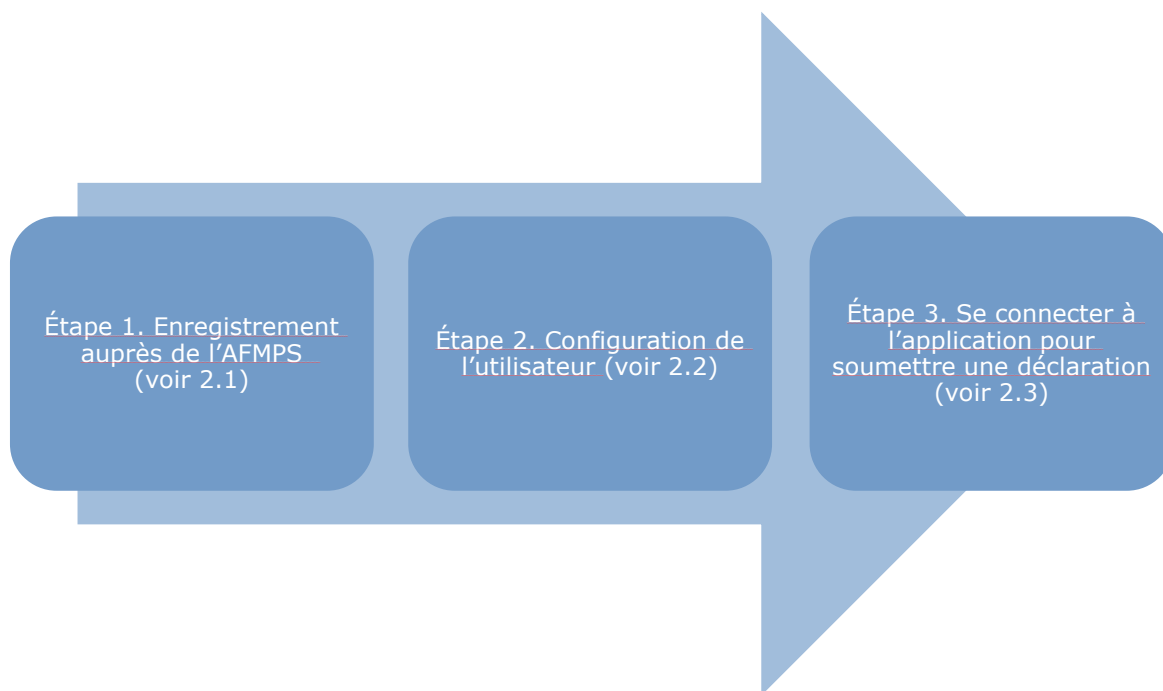 Étape 1. Enregistrement
auprès de l’AFMPS
(voir 2.1)
Étape 2. Configuration de
l’utilisateur (voir 2.2)
Étape 3. Se connecter à
l’application pour
soumettre une déclaration
(voir 2.3)